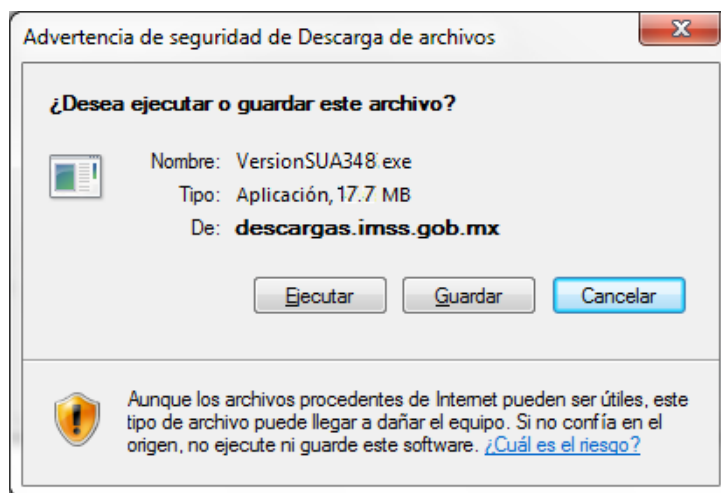 Advertencia de seguridad de Descarga de archivos
¿Desea ejecutar o guardar este archivo?
Nombre: VersionSUA348.exe
Tipo: Aplicación, 17.7 MB
De: descargas.imss.gob.mx
Ejecutar Guardar Cancelar
Aunque los archivos procedentes de Internet pueden ser útiles, este
tipo de archivo puede llegar a dañar el equipo. Si no confía en el
origen, no ejecute ni guarde este software. ¿Cuál es el riesgo?